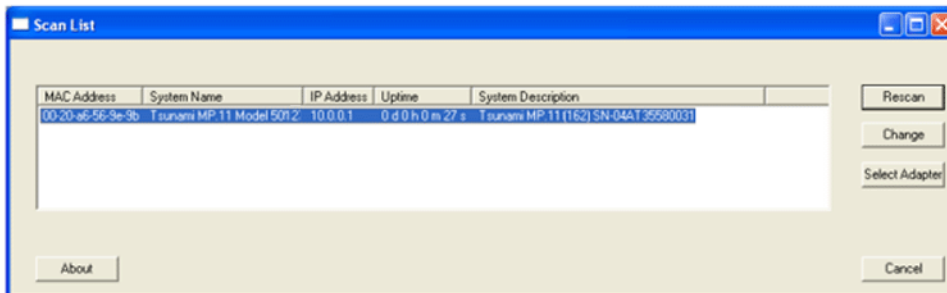 Scan List
MAC Address System Name IP Address Uptime System Description
00-20-a6-56-9e-9b Tsunami MP.11 Model 5012 10.0.0.1 0 d 0 h 0 m 27 s Tsunami MP.11 (162) SN-04AT35580031
Rescan
Change
Select Adapter
About Cancel